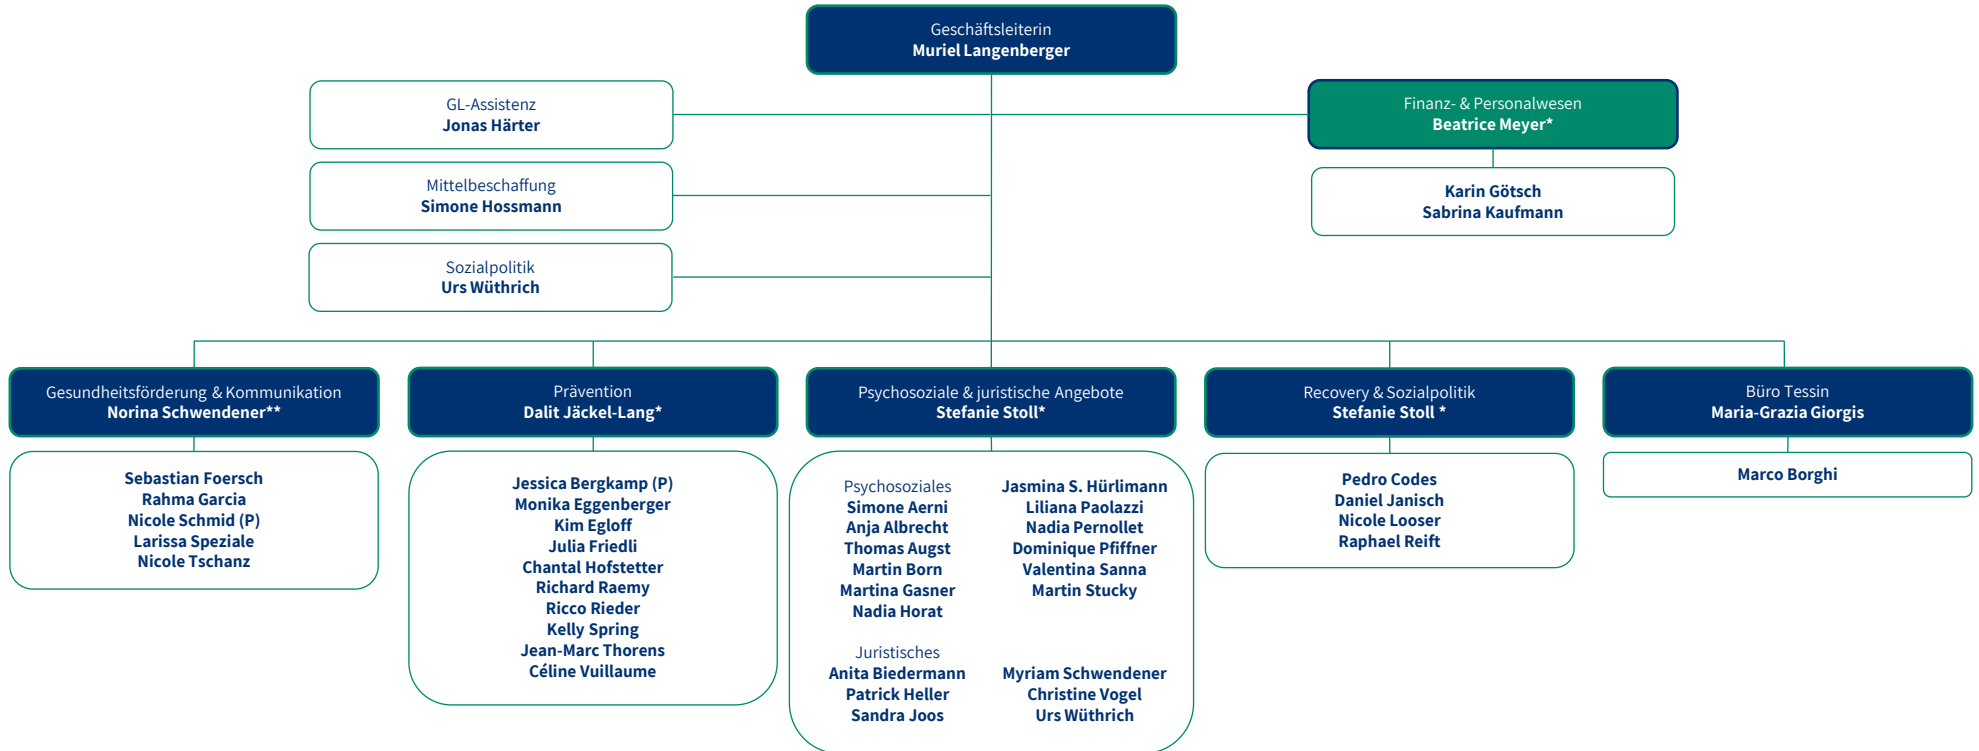 Geschäftsleiterin
Muriel Langenberger
GL-Assistenz
Jonas Härter
Finanz- & Personalwesen
Beatrice Meyer*
Karin Götsch
Sabrina Kaufmann
Mittelbeschaffung
Simone Hossmann
Sozialpolitik
Urs Wüthrich
Gesundheitsförderung & Kommunikation
Norina Schwendener**
Sebastian Foersch
Rahma Garcia
Nicole Schmid (P)
Larissa Speziale
Nicole Tschanz
Prävention
Dalit Jäckel-Lang*
Jessica Bergkamp (P)
Monika Eggenberger
Kim Egloff
Julia Friedli
Chantal Hofstetter
Richard Raemy
Ricco Rieder
Kelly Spring
Jean-Marc Thorens
Céline Vuillaume
Psychosoziale & juristische Angebote
Stefanie Stoll*
Psychosoziales
Simone Aerni
Anja Albrecht
Thomas Augst
Martin Born
Martina Gasner
Nadia Horat
Jasmina S. Hürlimann
Liliana Paolazzi
Nadia Pernollet
Dominique Pfiffner
Valentina Sanna
Martin Stucky
Juristisches
Anita Biedermann
Patrick Heller
Sandra Joos
Myriam Schwendener
Christine Vogel
Urs Wüthrich
Recovery & Sozialpolitik
Stefanie Stoll *
Pedro Codes
Daniel Janisch
Nicole Looser
Raphael Reift
Büro Tessin
Maria-Grazia Giorgis
Marco Borghi